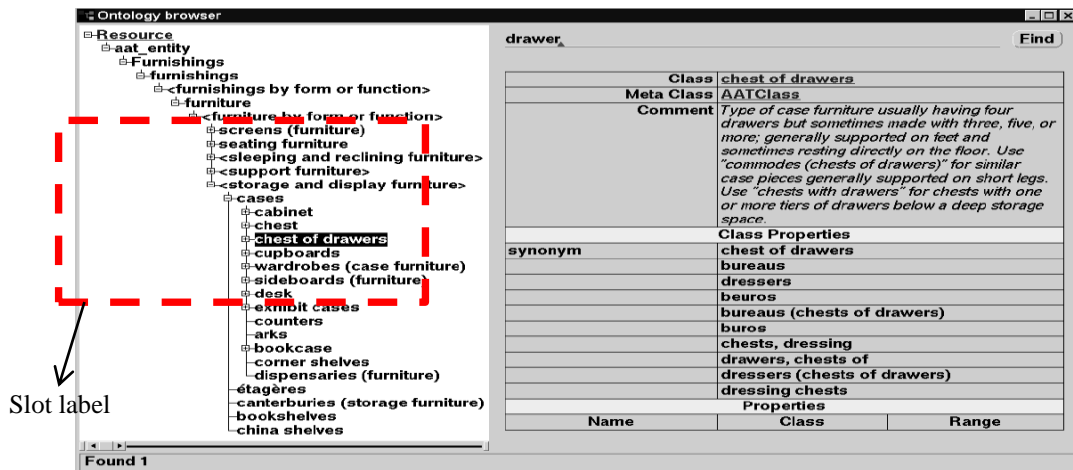 Ontology browser
Resource
aat_entity
Furnishings
furnishings
<furnishings by form or function>
furniture
<furniture by form or function>
screens (furniture)
seating furniture
<sleeping and reclining furniture>
<support furniture>
<storage and display furniture>
cases
cabinet
chest
chest of drawers
cupboards
wardrobes (case furniture)
sideboards (furniture)
desk
exhibit cases
counters
arks
bookcase
corner shelves
dispensaries (furniture)
étagères
canterburies (storage furniture)
bookshelves
china shelves
Slot label
drawer
Find
Class chest of drawers
Meta Class AATClass
Comment Type of case furniture usually having four
drawers but sometimes made with three, five, or
more; generally supported on feet and
sometimes resting directly on the floor. Use
"commodes (chests of drawers)" for similar
case pieces generally supported on short legs.
Use "chests with drawers" for chests with one
or more tiers of drawers below a deep storage
space.
Class Properties
synonym chest of drawers
bureaus
dressers
beuros
bureaus (chests of drawers)
buros
chests, dressing
drawers, chests of
dressers (chests of drawers)
dressing chests
Properties
Name Class Range
Found 1